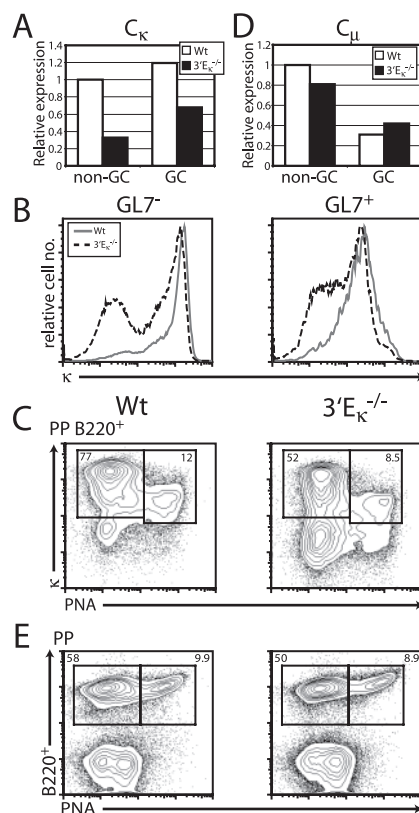 A
Cκ
Relative expression
1.4
1.2
1
0.8
0.6
0.4
0.2
0
non-GC
GC
Wt
3'Eκ-/-
D
Cμ
Relative expression
1.2
1
0.8
0.6
0.4
0.2
0
non-GC
GC
Wt
3'Eκ-/-
B
GL7-
GL7+
Wt
3'Eκ-/-
relative cell no.
κ
C
Wt
3'Eκ-/-
PP B220+
77
12
52
8.5
κ
PNA
E
PP
58
9.9
50
8.9
B220+
PNA